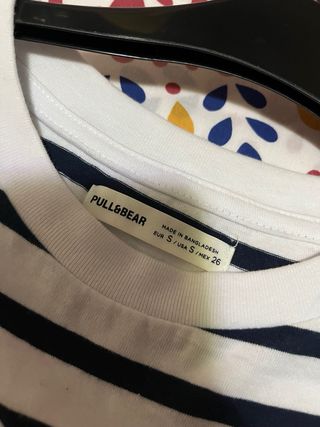 PULL&BEAR
MADE IN BANGLADESH
EUR S / USA S / MEX 26